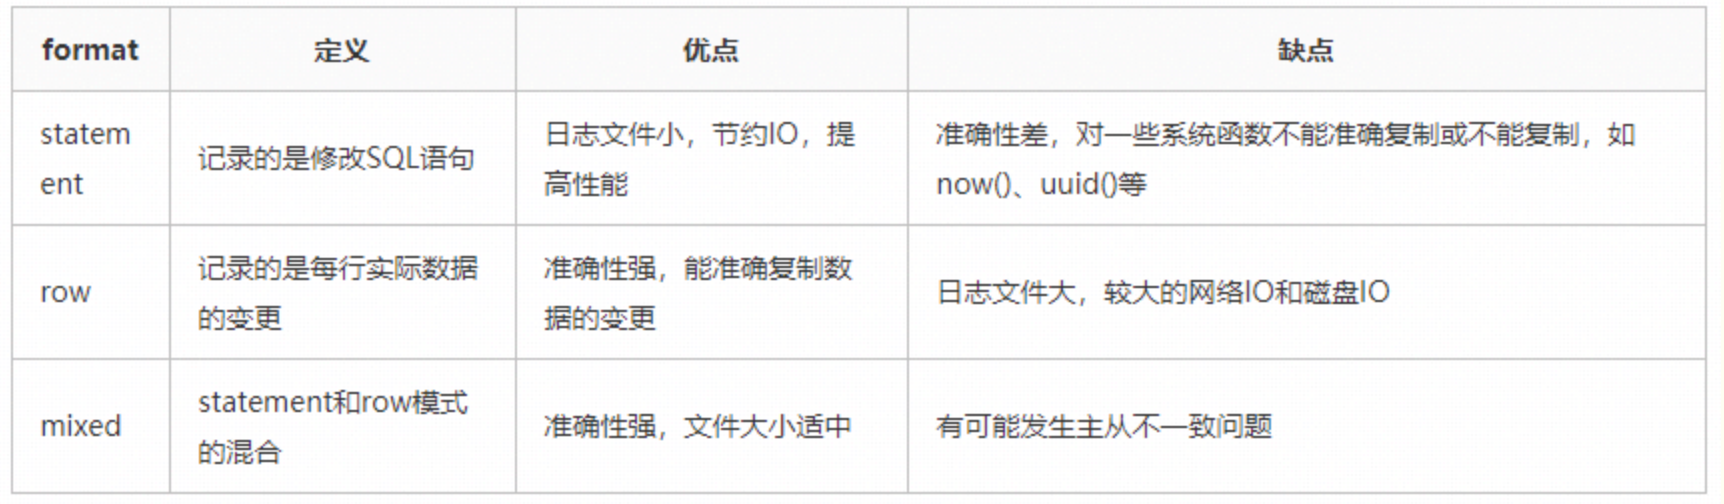 format 定义 优点 缺点
statem
ent
记录的是修改SQL语句
日志文件小，节约IO，提
高性能
准确性差，对一些系统函数不能准确复制或不能复制，如
now()、uuid()等
row
记录的是每行实际数据
的变更
准确性强，能准确复制数
据的变更
日志文件大，较大的网络IO和磁盘IO
mixed
statement和row模式
的混合
准确性强，文件大小适中
有可能发生主从不一致问题